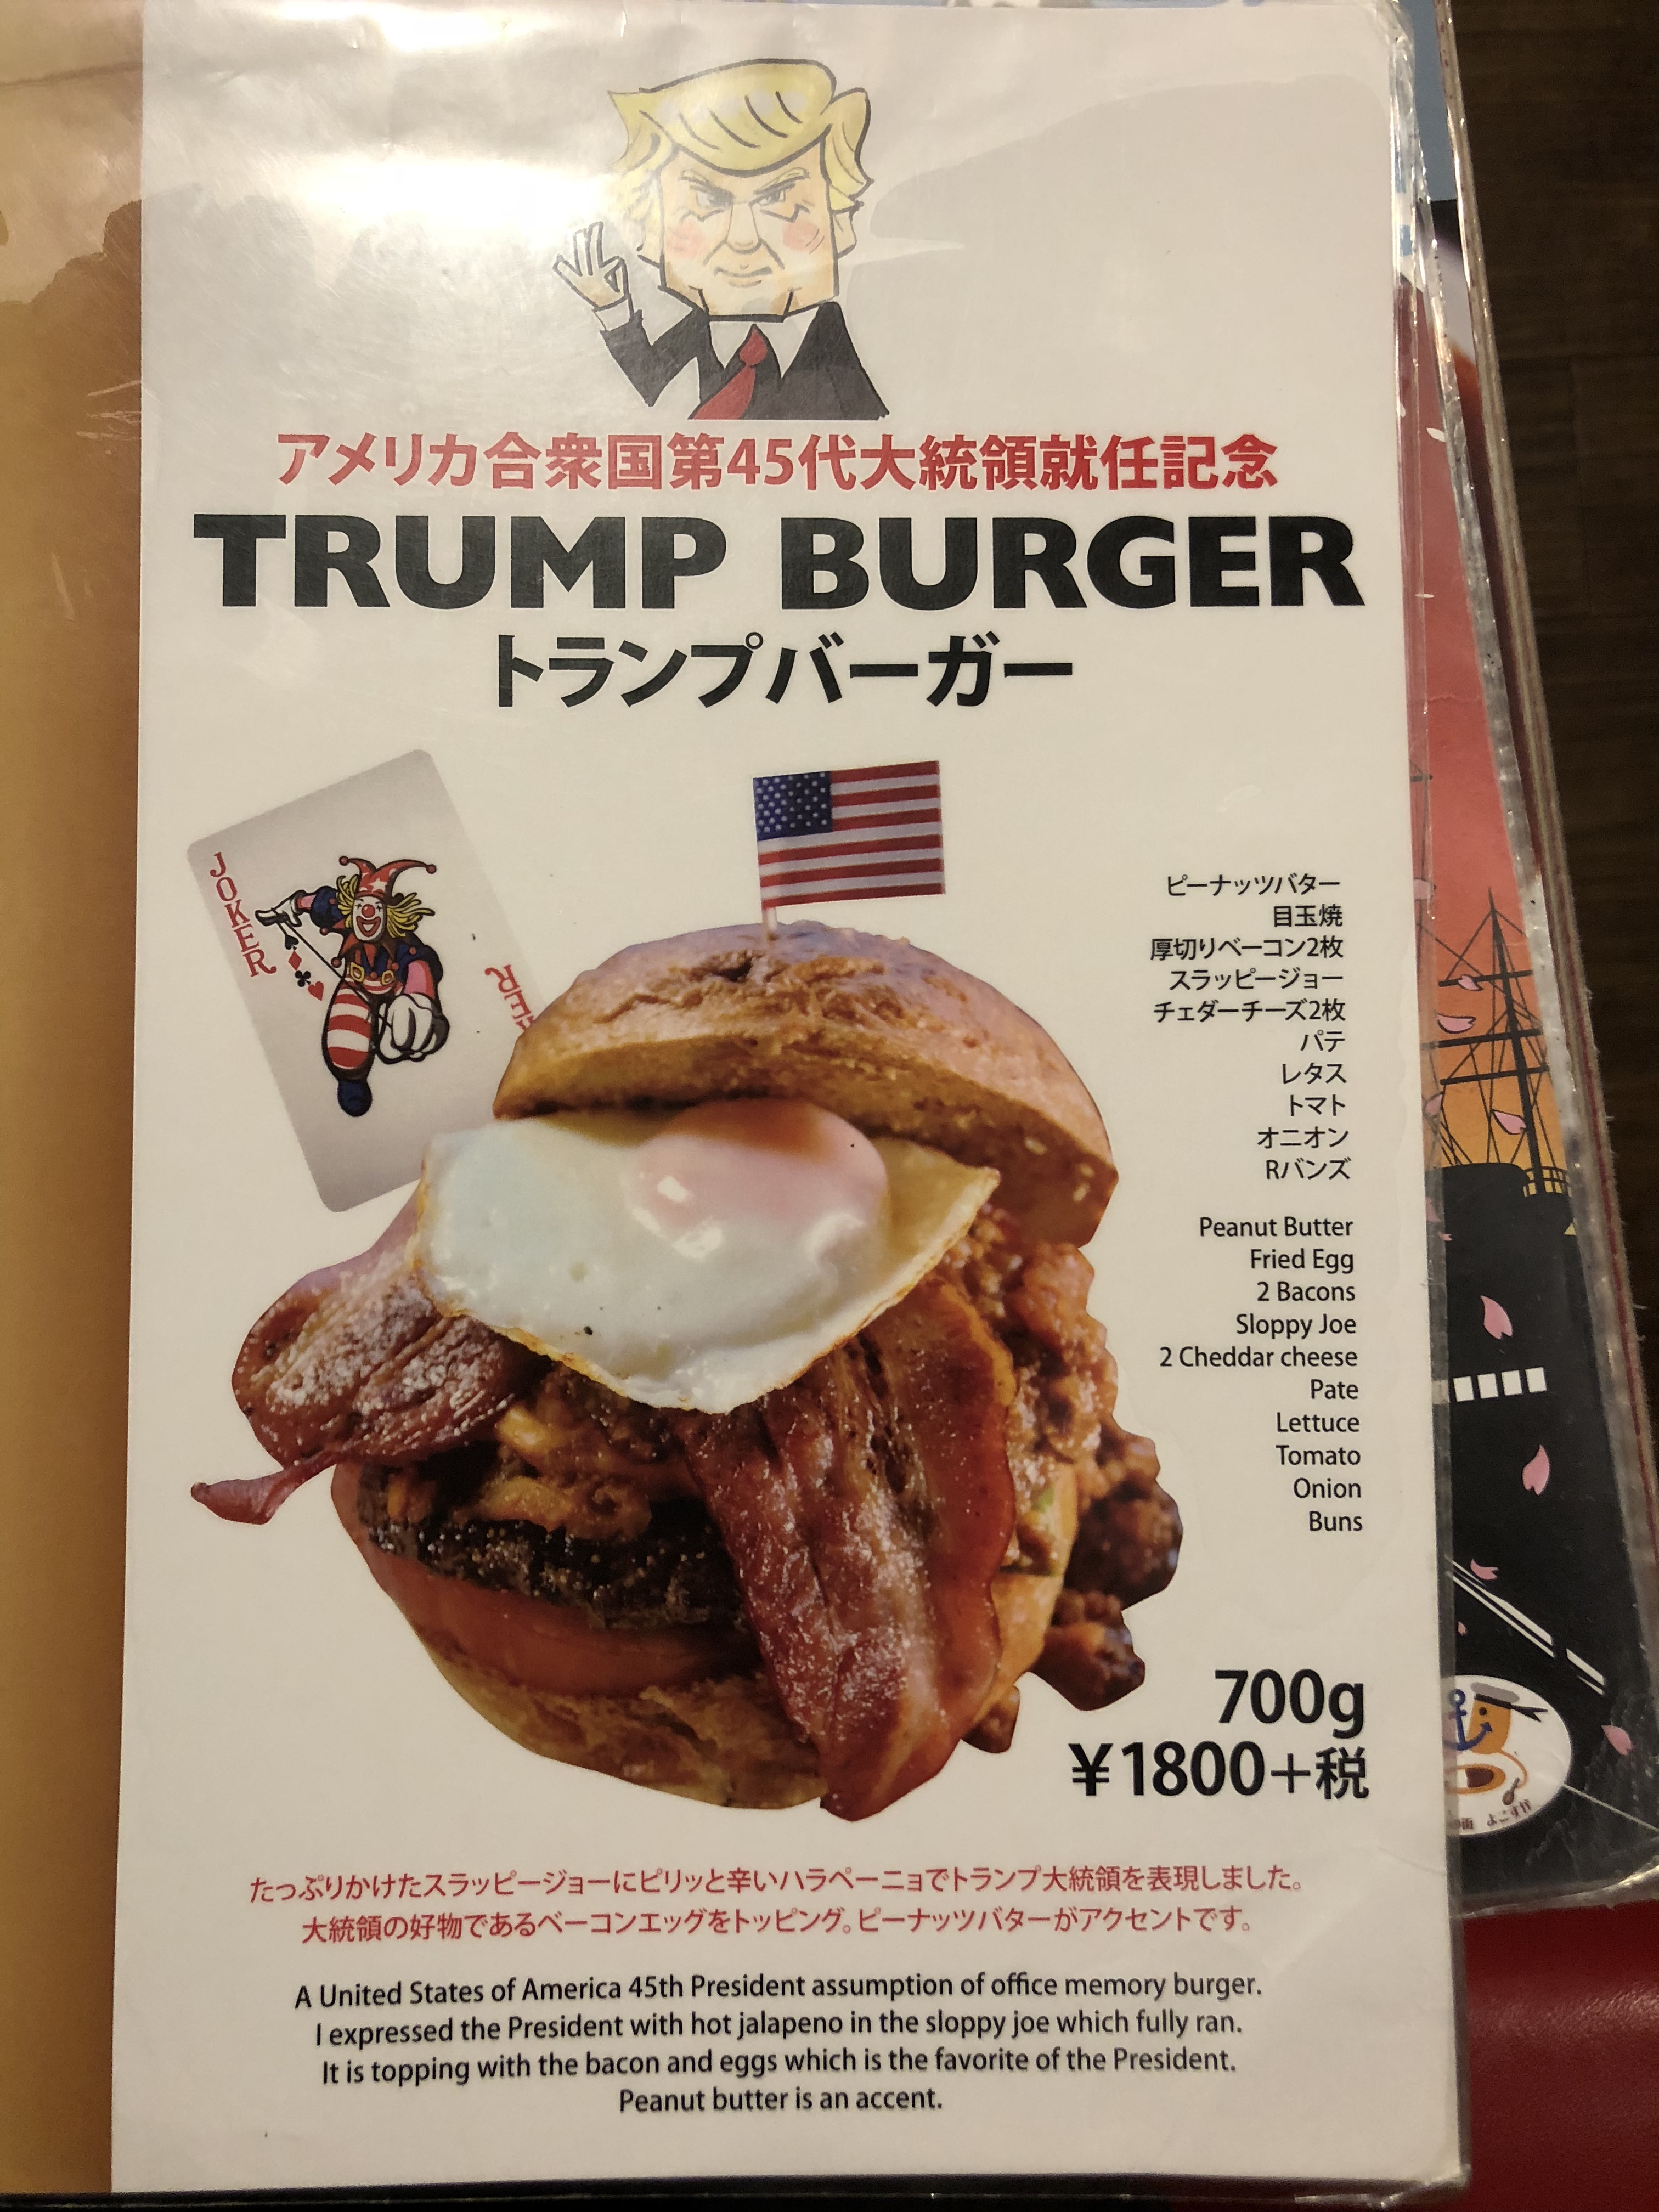 アメリカ合衆国第45代大統領就任記念
TRUMP BURGER
トランプバーガー
JOKER
ピーナッツバター
目玉焼
厚切りベーコン2枚
スラッピージョー
チェダーチーズ2枚
パテ
レタス
トマト
オニオン
Rバンズ
Peanut Butter
Fried Egg
2 Bacons
Sloppy Joe
2 Cheddar cheese
Pate
Lettuce
Tomato
Onion
Buns
700g
¥1800+税
たっぷりかけたスラッピージョーにピリッと辛いハラペーニョでトランプ大統領を表現しました。
大統領の好物であるベーコンエッグをトッピング。ピーナッツバターがアクセントです。
A United States of America 45th President assumption of office memory burger.
I expressed the President with hot jalapeno in the sloppy joe which fully ran.
It is topping with the bacon and eggs which is the favorite of the President.
Peanut butter is an accent.
よこすか